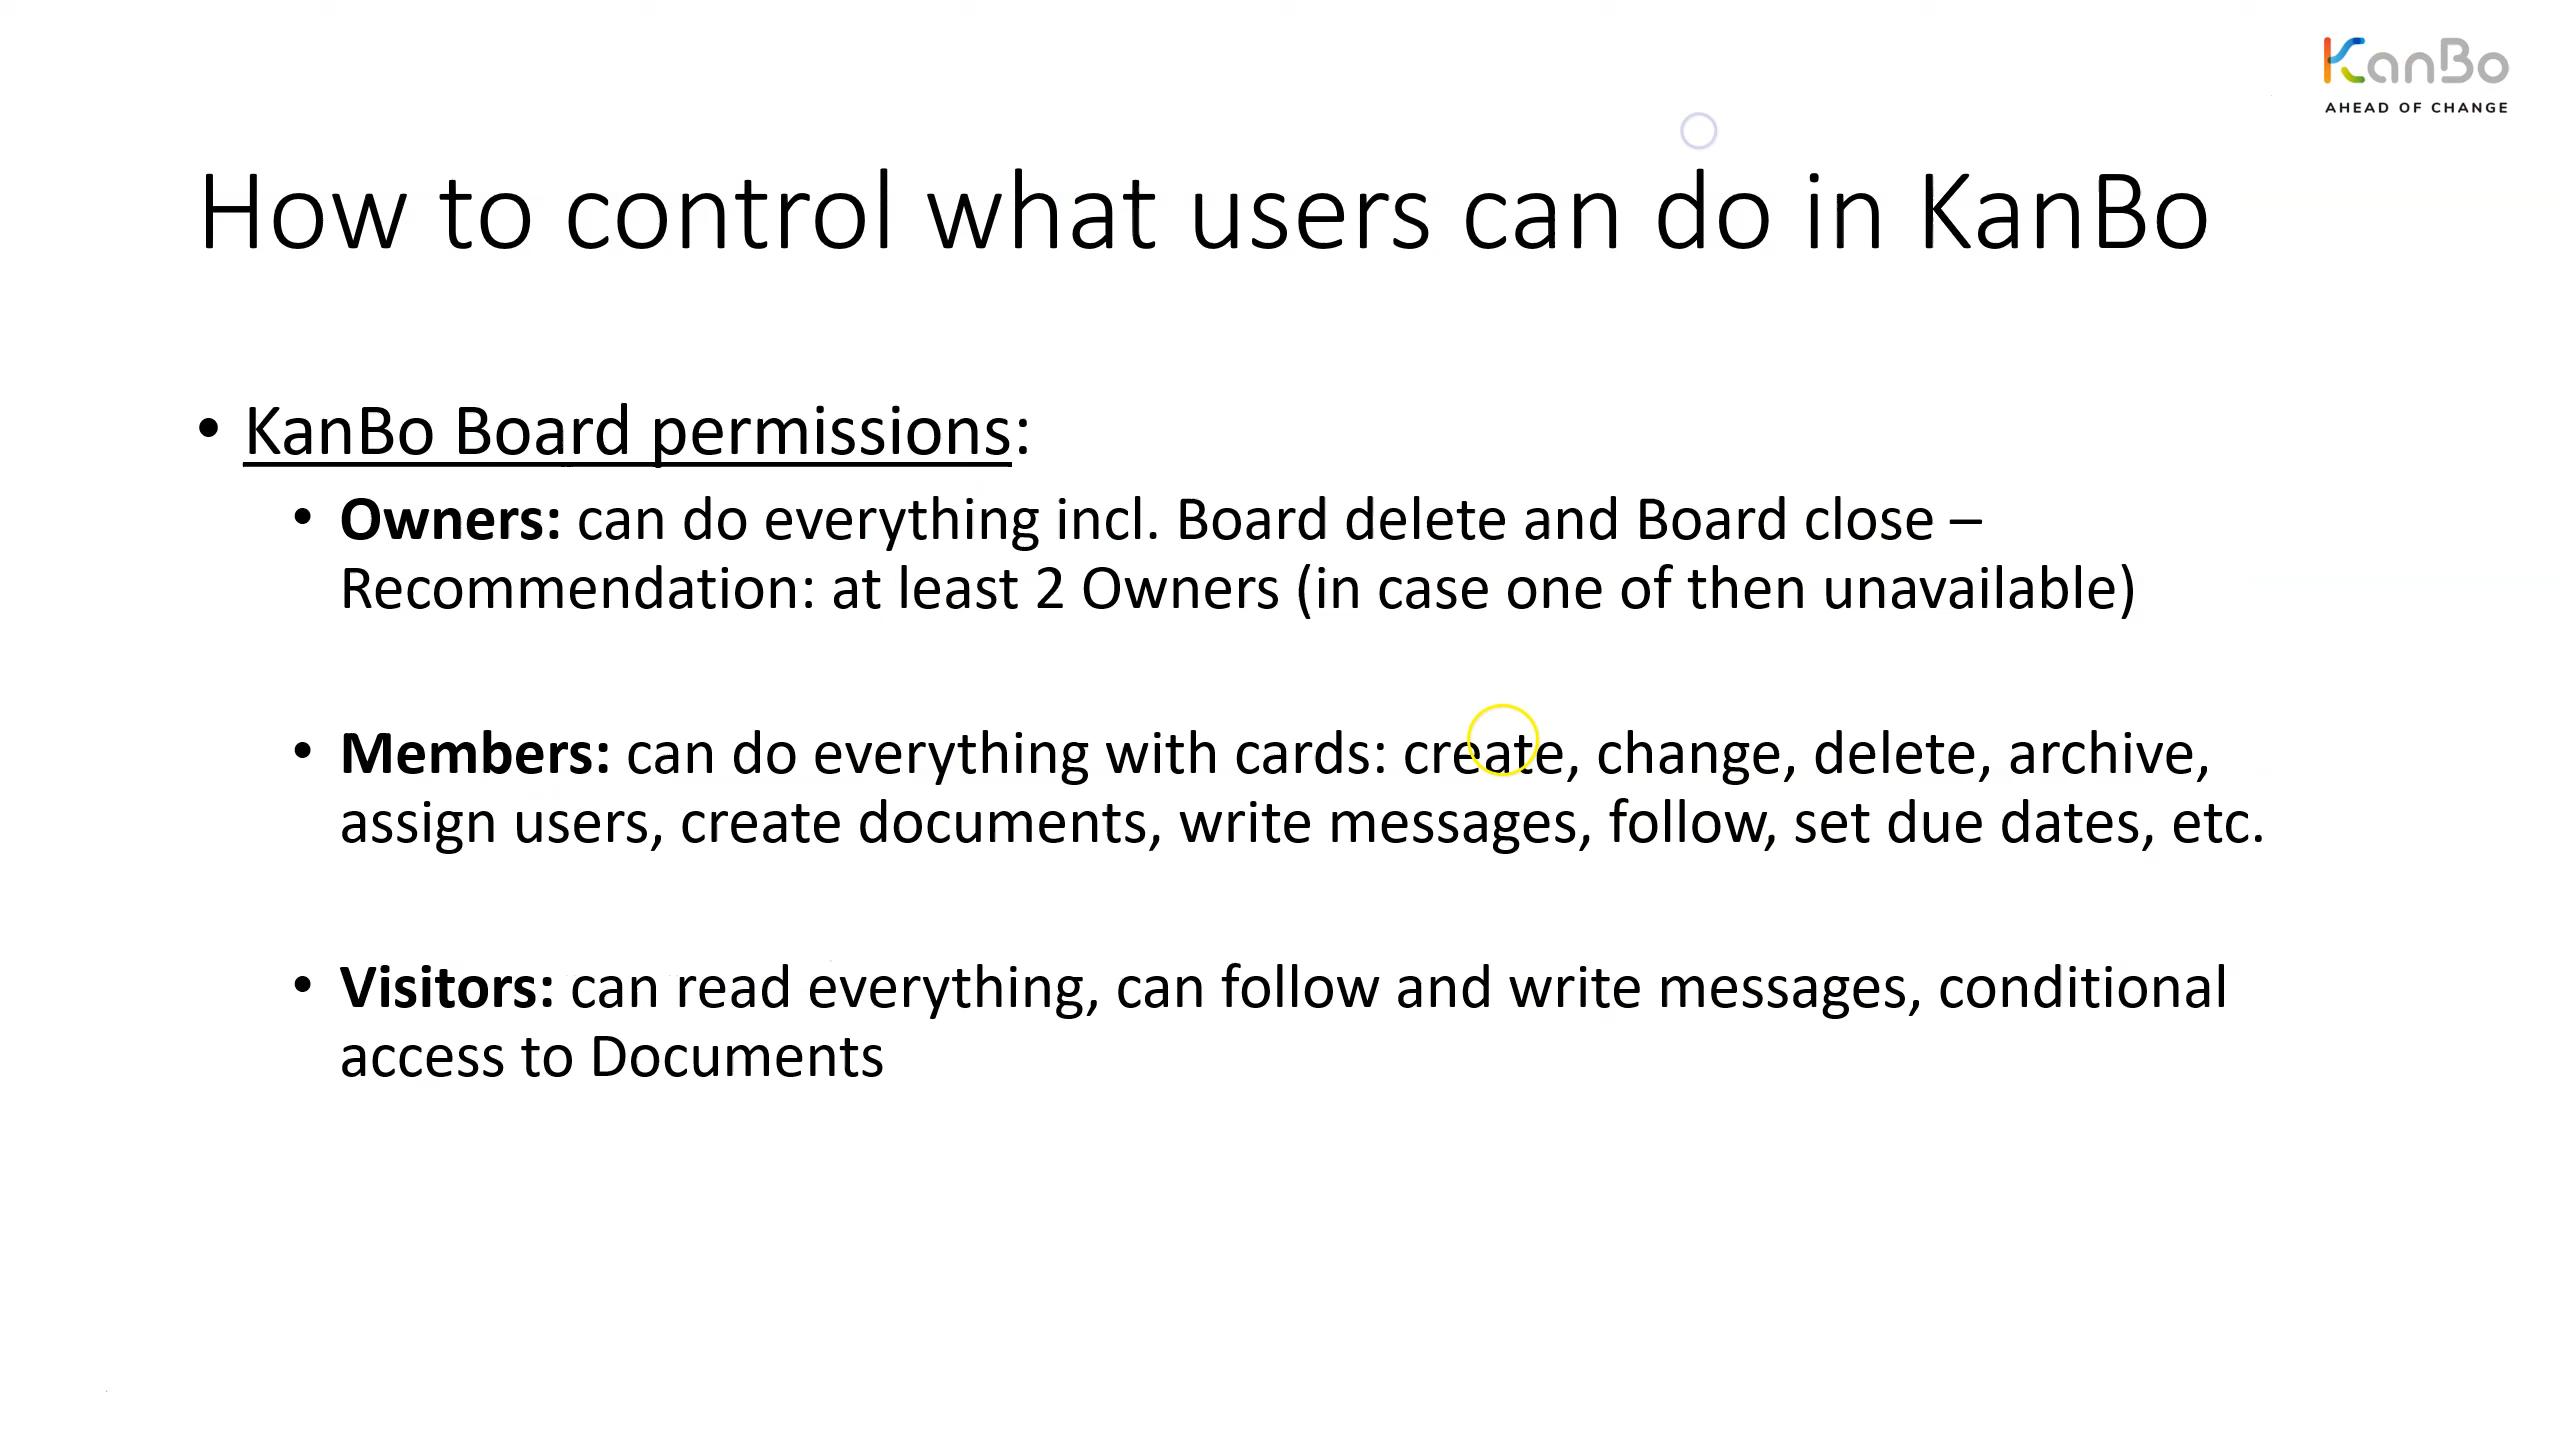 KanBo
AHEAD OF CHANGE
How to control what users can do in KanBo
• KanBo Board permissions:
• Owners: can do everything incl. Board delete and Board close –
Recommendation: at least 2 Owners (in case one of then unavailable)
• Members: can do everything with cards: create, change, delete, archive,
assign users, create documents, write messages, follow, set due dates, etc.
• Visitors: can read everything, can follow and write messages, conditional
access to Documents